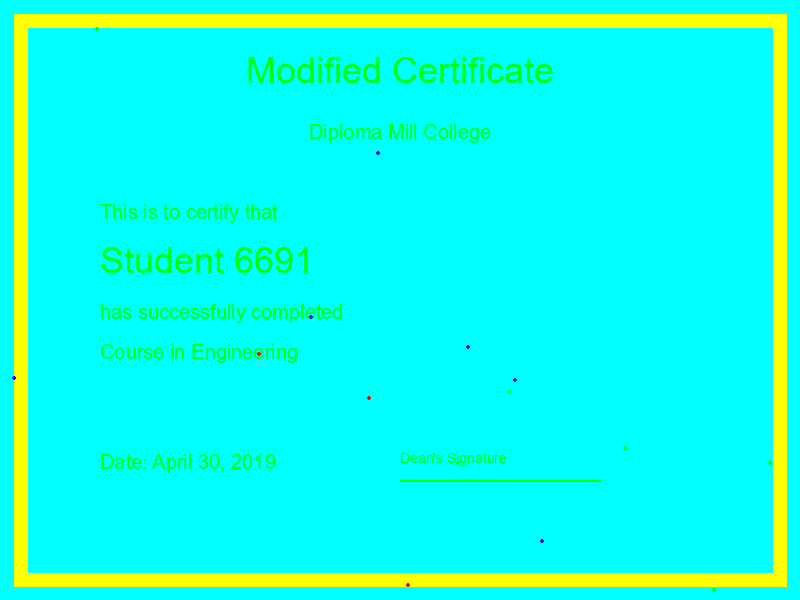 Modified Certificate
Diploma Mill College
This is to certify that
Student 6691
has successfully completed
Course in Engineering
Date: April 30, 2019
Dean's Signature